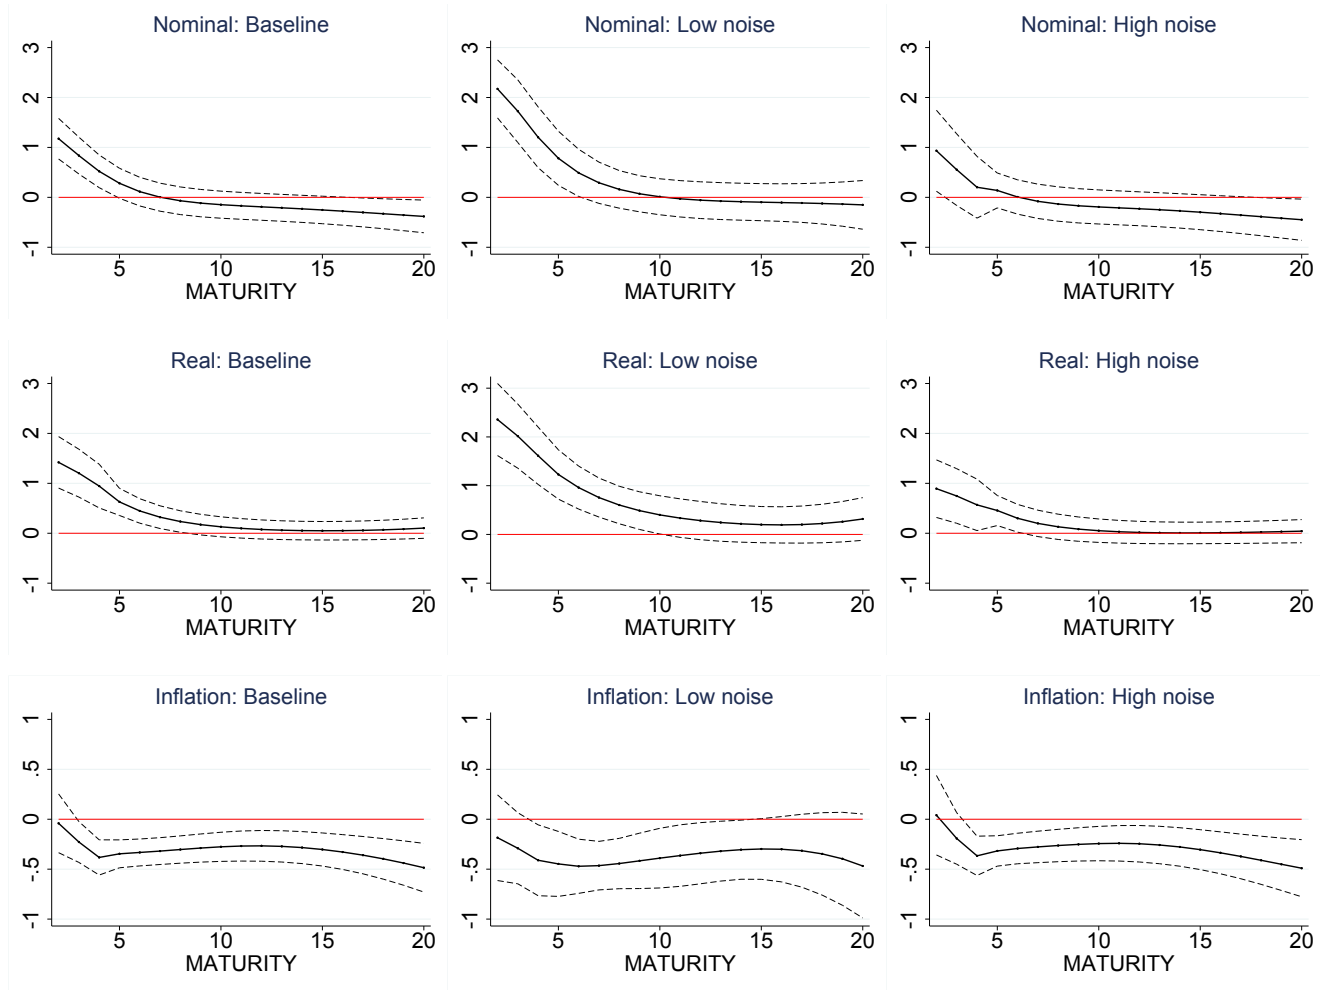 Nominal: Baseline
3
2
1
0
-1
5 10 15 20
MATURITY
Nominal: Low noise
3
2
1
0
-1
5 10 15 20
MATURITY
Nominal: High noise
3
2
1
0
-1
5 10 15 20
MATURITY
Real: Baseline
3
2
1
0
-1
5 10 15 20
MATURITY
Real: Low noise
3
2
1
0
-1
5 10 15 20
MATURITY
Real: High noise
3
2
1
0
-1
5 10 15 20
MATURITY
Inflation: Baseline
1
.5
0
-.5
-1
5 10 15 20
MATURITY
Inflation: Low noise
1
.5
0
-.5
-1
5 10 15 20
MATURITY
Inflation: High noise
1
.5
0
-.5
-1
5 10 15 20
MATURITY